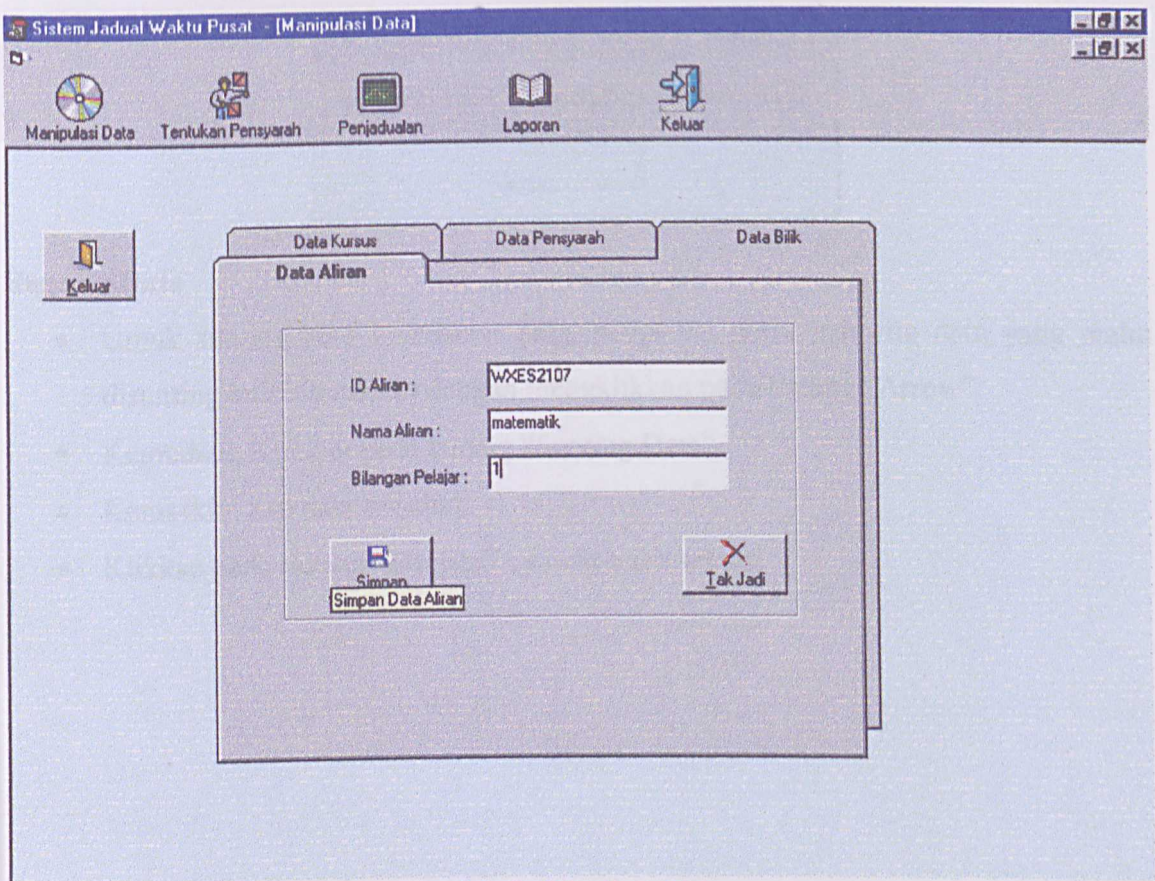 Sistem Jadual Waktu Pusat - [Manipulasi Data]
Manipulasi Data Tentukan Pensyarah Penjadualan Laporan Keluar
Keluar
Data Kursus Data Pensyarah Data Bilik
Data Aliran
ID Aliran : WXES2107
Nama Aliran : matematik
Bilangan Pelajar : 1
Simpan Tak Jadi
Simpan Data Aliran